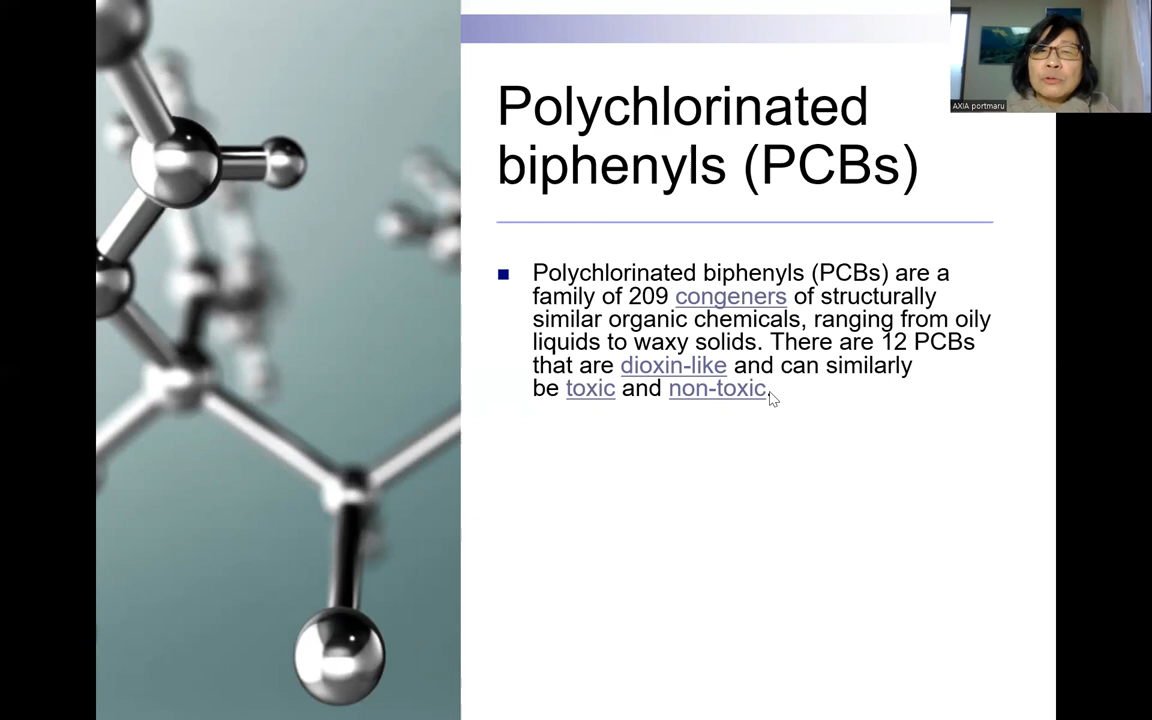 Polychlorinated
biphenyls (PCBs)
AXIA portmaru
Polychlorinated biphenyls (PCBs) are a
family of 209 congeners of structurally
similar organic chemicals, ranging from oily
liquids to waxy solids. There are 12 PCBs
that are dioxin-like and can similarly
be toxic and non-toxic.